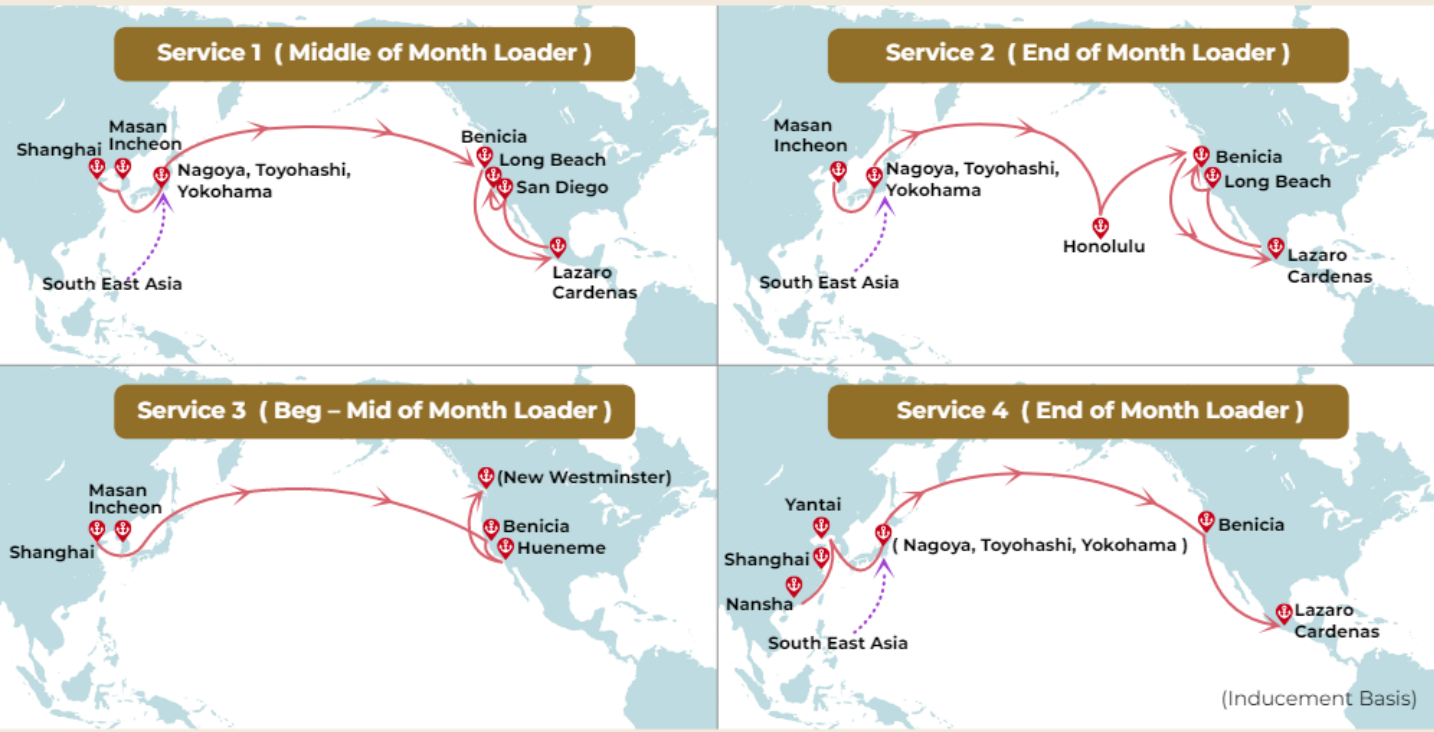 Service 1 ( Middle of Month Loader )
Masan
Incheon
Shanghai
Nagoya, Toyohashi,
Yokohama
South East Asia
Benicia
Long Beach
San Diego
Lazaro
Cardenas
Service 2 ( End of Month Loader )
Masan
Incheon
Nagoya, Toyohashi,
Yokohama
South East Asia
Honolulu
Benicia
Long Beach
Lazaro
Cardenas
Service 3 ( Beg – Mid of Month Loader )
Masan
Incheon
Shanghai
(New Westminster)
Benicia
Hueneme
Service 4 ( End of Month Loader )
Yantai
Shanghai
Nansha
( Nagoya, Toyohashi, Yokohama )
South East Asia
Benicia
Lazaro
Cardenas
(Inducement Basis)